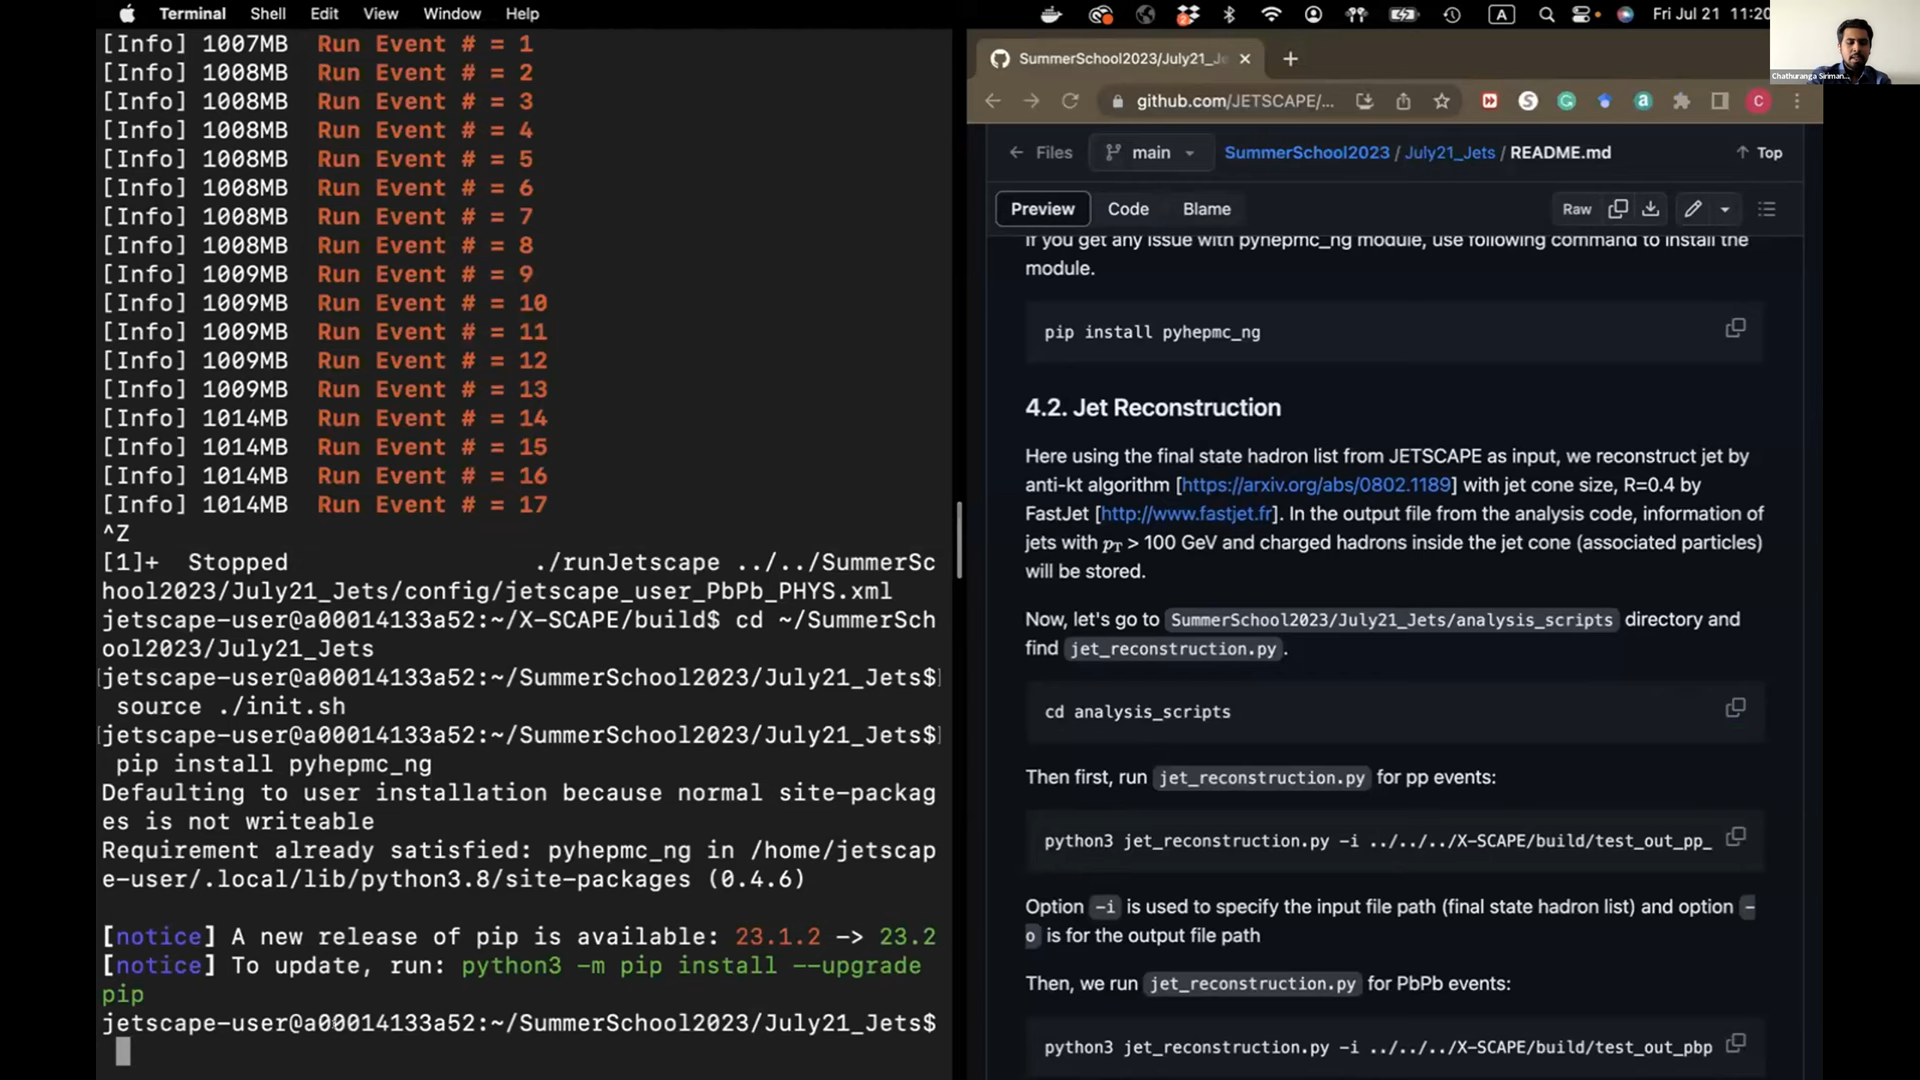 Terminal Shell Edit View Window Help
A
Fri Jul 21 11:20
[Info] 1007MB Run Event # = 1
[Info] 1008MB Run Event # = 2
[Info] 1008MB Run Event # = 3
[Info] 1008MB Run Event # = 4
[Info] 1008MB Run Event # = 5
[Info] 1008MB Run Event # = 6
[Info] 1008MB Run Event # = 7
[Info] 1008MB Run Event # = 8
[Info] 1009MB Run Event # = 9
[Info] 1009MB Run Event # = 10
[Info] 1009MB Run Event # = 11
[Info] 1009MB Run Event # = 12
[Info] 1009MB Run Event # = 13
[Info] 1014MB Run Event # = 14
[Info] 1014MB Run Event # = 15
[Info] 1014MB Run Event # = 16
[Info] 1014MB Run Event # = 17
^Z
[1]+ Stopped ./runJetscape ../../SummerSc
hool2023/July21_Jets/config/jetscape_user_PbPb_PHYS.xml
jetscape-user@a00014133a52:~/X-SCAPE/build$ cd ~/SummerSch
ool2023/July21_Jets
[jetscape-user@a00014133a52:~/SummerSchool2023/July21_Jets$]
source ./init.sh
[jetscape-user@a00014133a52:~/SummerSchool2023/July21_Jets$]
pip install pyhepmc_ng
Defaulting to user installation because normal site-packag
es is not writeable
Requirement already satisfied: pyhepmc_ng in /home/jetscap
e-user/.local/lib/python3.8/site-packages (0.4.6)
[notice] A new release of pip is available: 23.1.2 -> 23.2
[notice] To update, run: python3 -m pip install --upgrade
pip
jetscape-user@a00014133a52:~/SummerSchool2023/July21_Jets$
SummerSchool2023/July21_Je
github.com/JETSCAPE/...
Chathuranga Siriman...
Files main SummerSchool2023 / July21_Jets / README.md Top
Preview Code Blame Raw
If you get any issue with pyhepmc_ng module, use following command to install the
module.
pip install pyhepmc_ng
4.2. Jet Reconstruction
Here using the final state hadron list from JETSCAPE as input, we reconstruct jet by
anti-kt algorithm [https://arxiv.org/abs/0802.1189] with jet cone size, R=0.4 by
FastJet [http://www.fastjet.fr]. In the output file from the analysis code, information of
jets with pT > 100 GeV and charged hadrons inside the jet cone (associated particles)
will be stored.
Now, let's go to SummerSchool2023/July21_Jets/analysis_scripts directory and
find jet_reconstruction.py.
cd analysis_scripts
Then first, run jet_reconstruction.py for pp events:
python3 jet_reconstruction.py -i ../../../X-SCAPE/build/test_out_pp_
Option -i is used to specify the input file path (final state hadron list) and option -
o is for the output file path
Then, we run jet_reconstruction.py for PbPb events:
python3 jet_reconstruction.py -i ../../../X-SCAPE/build/test_out_pbp